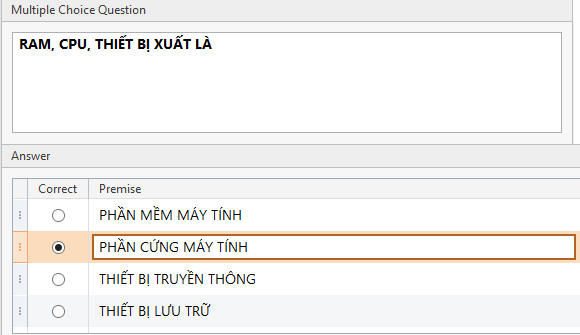 Multiple Choice Question
RAM, CPU, THIẾT BỊ XUẤT LÀ
Answer
Correct Premise
PHẦN MỀM MÁY TÍNH
PHẦN CỨNG MÁY TÍNH
THIẾT BỊ TRUYỀN THÔNG
THIẾT BỊ LƯU TRỮ